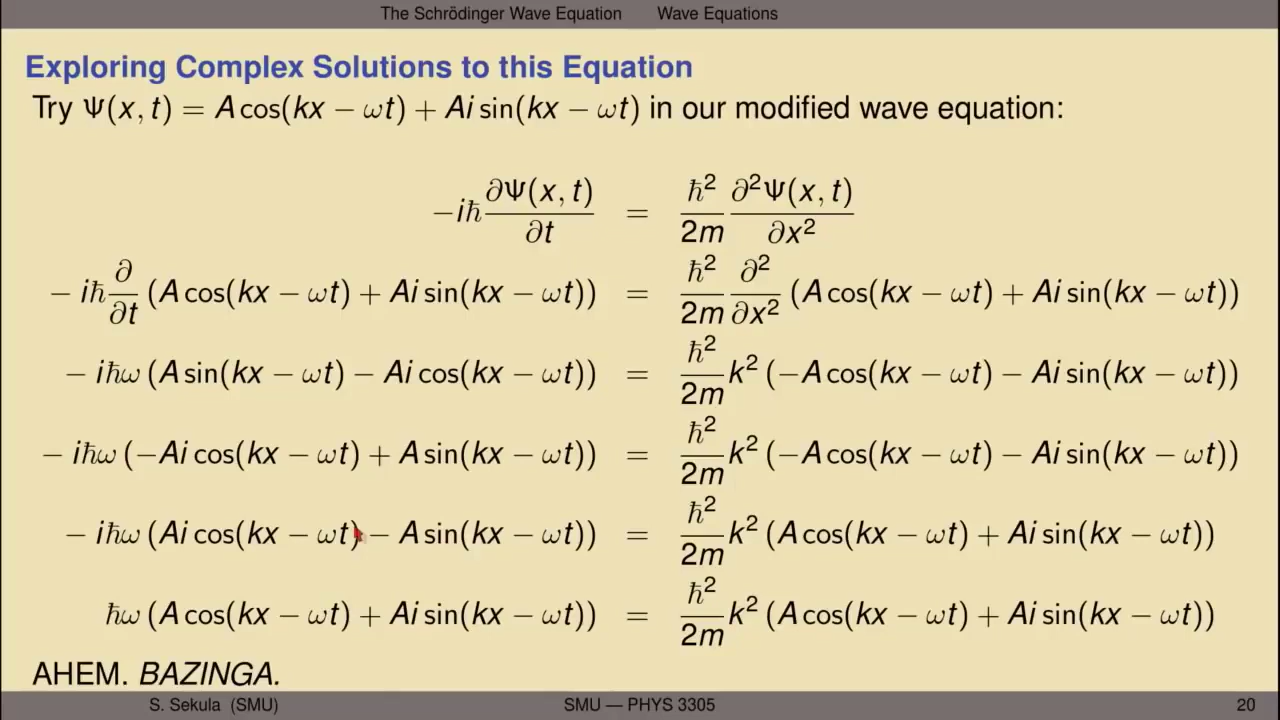 The Schrödinger Wave Equation Wave Equations
Exploring Complex Solutions to this Equation
Try Ψ(x, t) = A cos(kx − ωt) + Ai sin(kx − ωt) in our modified wave equation:
−iℏ ∂Ψ(x, t)/∂t = ℏ²/2m ∂²Ψ(x, t)/∂x²
− iℏ ∂/∂t (A cos(kx − ωt) + Ai sin(kx − ωt)) = ℏ²/2m ∂²/∂x² (A cos(kx − ωt) + Ai sin(kx − ωt))
− iℏω (A sin(kx − ωt) − Ai cos(kx − ωt)) = ℏ²/2m k² (−A cos(kx − ωt) − Ai sin(kx − ωt))
− iℏω (−Ai cos(kx − ωt) + A sin(kx − ωt)) = ℏ²/2m k² (−A cos(kx − ωt) − Ai sin(kx − ωt))
− iℏω (Ai cos(kx − ωt) − A sin(kx − ωt)) = ℏ²/2m k² (A cos(kx − ωt) + Ai sin(kx − ωt))
ℏω (A cos(kx − ωt) + Ai sin(kx − ωt)) = ℏ²/2m k² (A cos(kx − ωt) + Ai sin(kx − ωt))
AHEM. BAZINGA.
S. Sekula (SMU) SMU — PHYS 3305 20